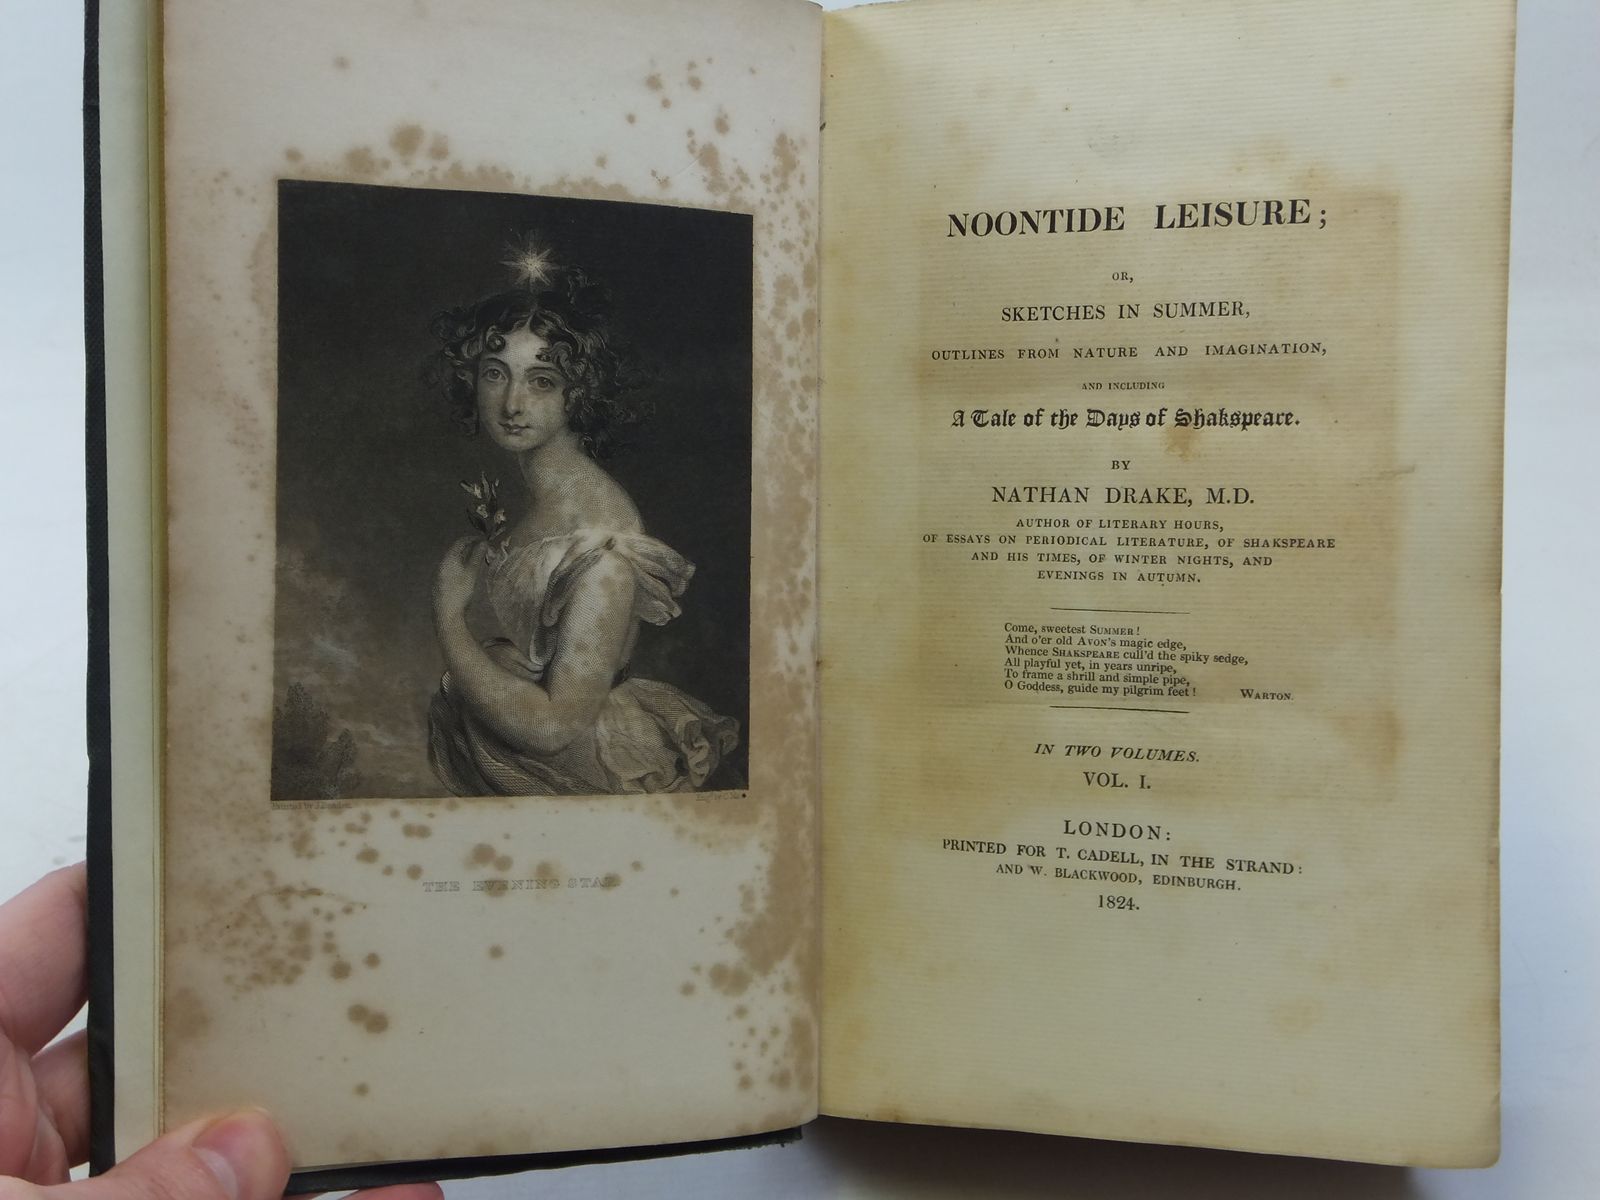 Painted by J.
THE EVENING STAR
NOONTIDE LEISURE;
OR,
SKETCHES IN SUMMER,
OUTLINES FROM NATURE AND IMAGINATION,
AND INCLUDING
A Tale of the Days of Shakspeare.
BY
NATHAN DRAKE, M.D.
AUTHOR OF LITERARY HOURS,
OF ESSAYS ON PERIODICAL LITERATURE, OF SHAKSPEARE
AND HIS TIMES, OF WINTER NIGHTS, AND
EVENINGS IN AUTUMN.
Come, sweetest SUMMER!
And o'er old AVON'S magic edge,
Whence SHAKSPEARE cull'd the spiky sedge,
All playful yet, in years unripe,
To frame a shrill and simple pipe,
O Goddess, guide my pilgrim feet! WARTON.
IN TWO VOLUMES.
VOL. I.
LONDON:
PRINTED FOR T. CADELL, IN THE STRAND:
AND W. BLACKWOOD, EDINBURGH.
1824.